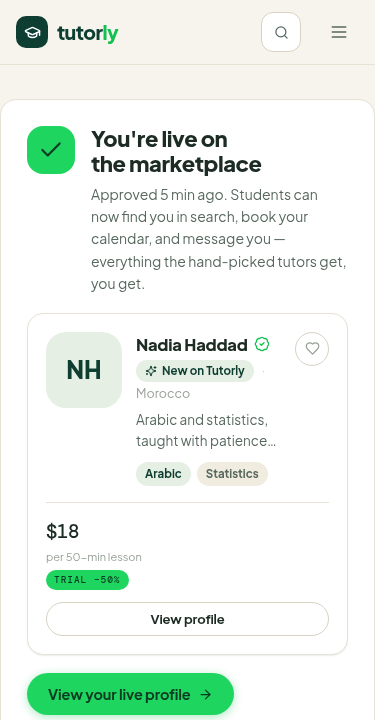 tutorly
You're live on
the marketplace
Approved 5 min ago. Students can
now find you in search, book your
calendar, and message you —
everything the hand-picked tutors get,
you get.
NH
Nadia Haddad
New on Tutorly ·
Morocco
Arabic and statistics,
taught with patience…
Arabic Statistics
$18
per 50-min lesson
TRIAL −50%
View profile
View your live profile →